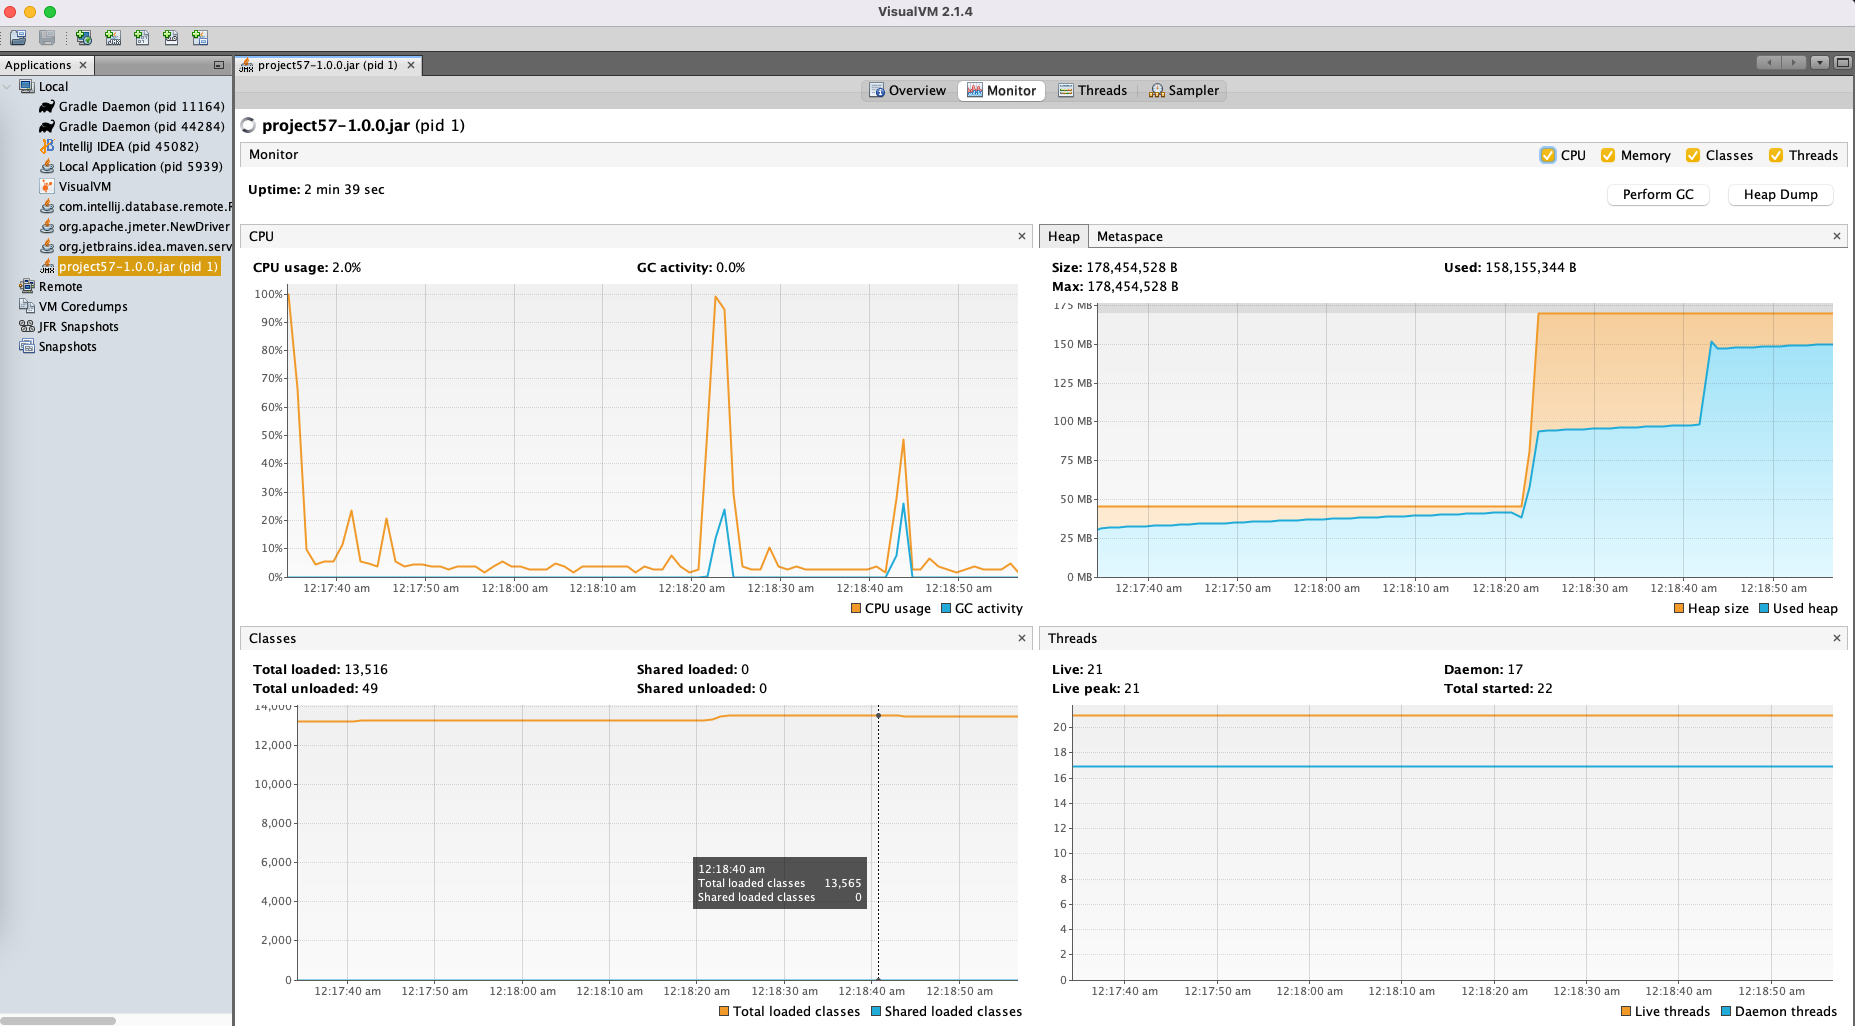 VisualVM 2.1.4
Applications
project57-1.0.0.jar (pid 1)
Local
Gradle Daemon (pid 11164)
Gradle Daemon (pid 44284)
IntelliJ IDEA (pid 45082)
Local Application (pid 5939)
VisualVM
com.intellij.database.remote.R
org.apache.jmeter.NewDriver
org.jetbrains.idea.maven.serv
project57-1.0.0.jar (pid 1)
Remote
VM Coredumps
JFR Snapshots
Snapshots
Overview
Monitor
Threads
Sampler
project57-1.0.0.jar (pid 1)
Monitor
CPU
Memory
Classes
Threads
Uptime: 2 min 39 sec
Perform GC
Heap Dump
CPU
CPU usage: 2.0%
GC activity: 0.0%
100%
90%
80%
70%
60%
50%
40%
30%
20%
10%
0%
12:17:40 am 12:17:50 am 12:18:00 am 12:18:10 am 12:18:20 am 12:18:30 am 12:18:40 am 12:18:50 am
CPU usage GC activity
Heap Metaspace
Size: 178,454,528 B
Used: 158,155,344 B
Max: 178,454,528 B
175 MB
150 MB
125 MB
100 MB
75 MB
50 MB
25 MB
0 MB
12:17:40 am 12:17:50 am 12:18:00 am 12:18:10 am 12:18:20 am 12:18:30 am 12:18:40 am 12:18:50 am
Heap size Used heap
Classes
Total loaded: 13,516
Shared loaded: 0
Total unloaded: 49
Shared unloaded: 0
14,000
12,000
10,000
8,000
6,000
4,000
2,000
0
12:18:40 am
Total loaded classes 13,565
Shared loaded classes 0
12:17:40 am 12:17:50 am 12:18:00 am 12:18:10 am 12:18:20 am 12:18:30 am 12:18:40 am 12:18:50 am
Total loaded classes Shared loaded classes
Threads
Live: 21
Daemon: 17
Live peak: 21
Total started: 22
20
18
16
14
12
10
8
6
4
2
0
12:17:40 am 12:17:50 am 12:18:00 am 12:18:10 am 12:18:20 am 12:18:30 am 12:18:40 am 12:18:50 am
Live threads Daemon threads